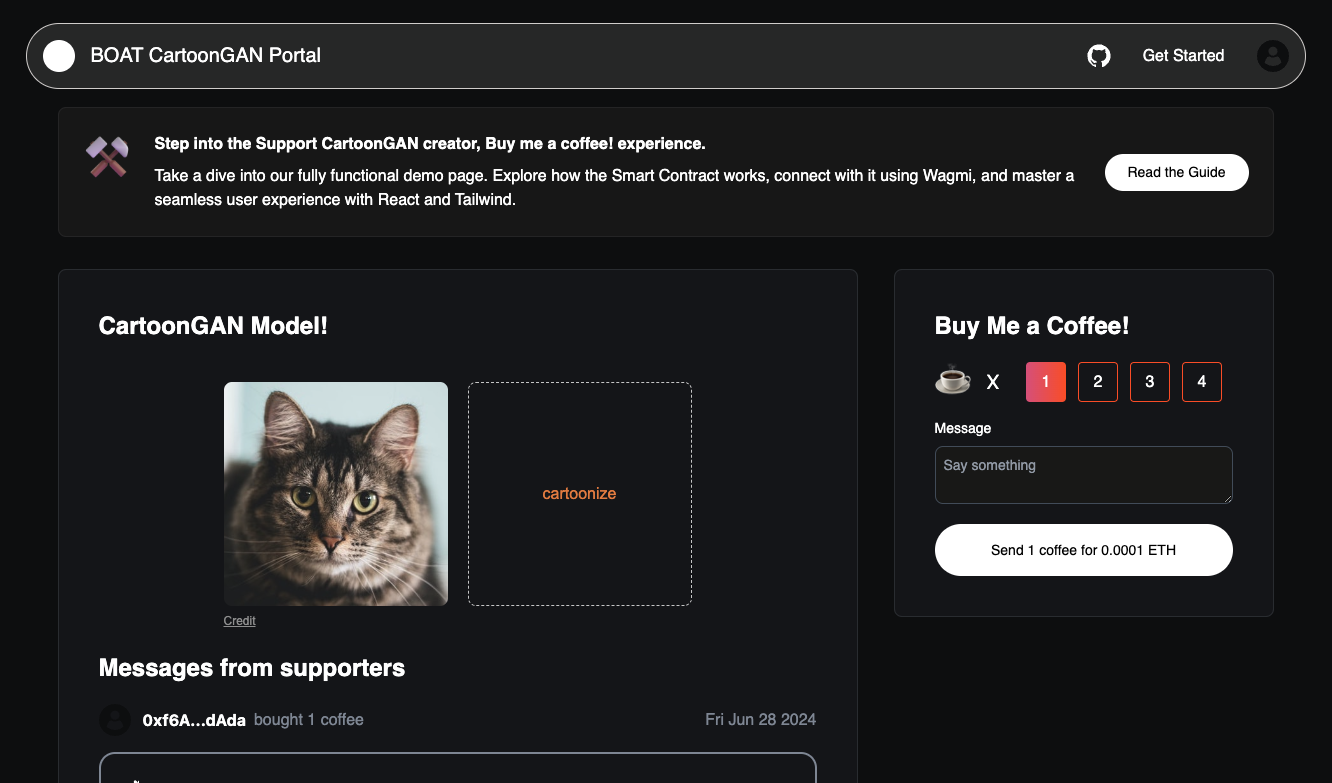 BOAT CartoonGAN Portal
Get Started
Step into the Support CartoonGAN creator, Buy me a coffee! experience.
Take a dive into our fully functional demo page. Explore how the Smart Contract works, connect with it using Wagmi, and master a
seamless user experience with React and Tailwind.
Read the Guide
CartoonGAN Model!
cartoonize
Credit
Messages from supporters
0xf6A...dAda bought 1 coffee
Fri Jun 28 2024
Buy Me a Coffee!
X 1 2 3 4
Message
Say something
Send 1 coffee for 0.0001 ETH